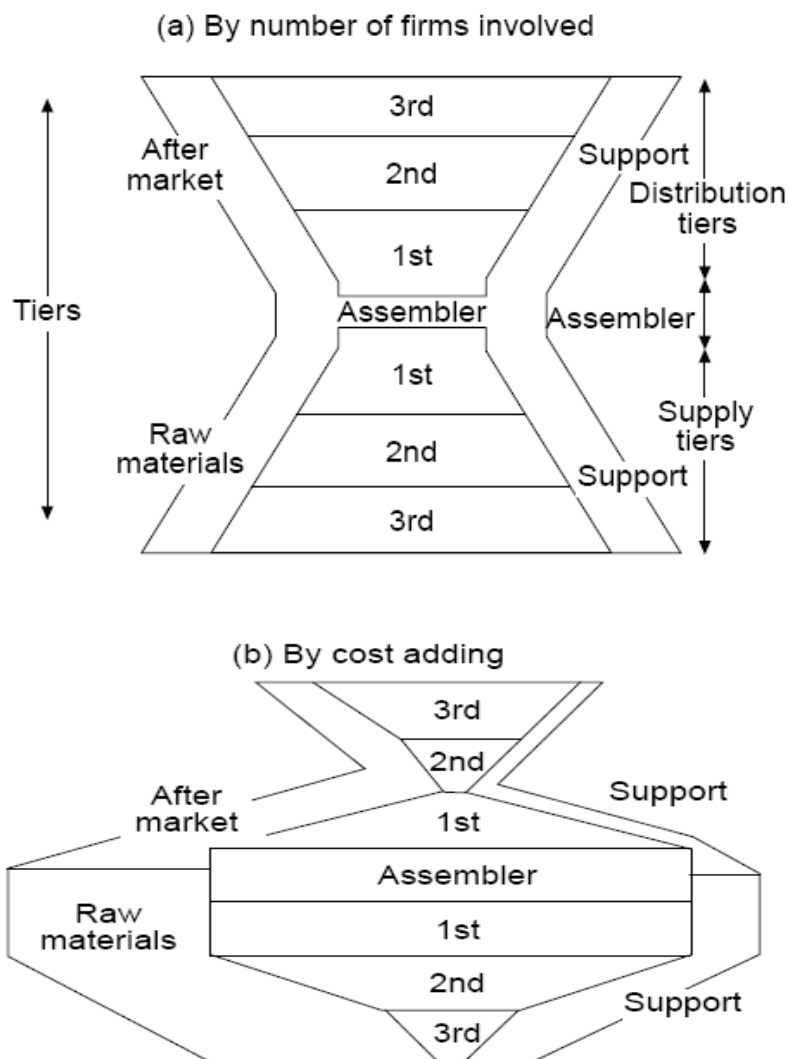 (a) By number of firms involved
3rd
After
market
Support
2nd
Distribution
tiers
1st
Tiers
Assembler
Assembler
1st
Supply
tiers
Raw
materials
2nd
Support
3rd
(b) By cost adding
3rd
2nd
After
market
Support
1st
Assembler
Raw
materials
1st
2nd
Support
3rd